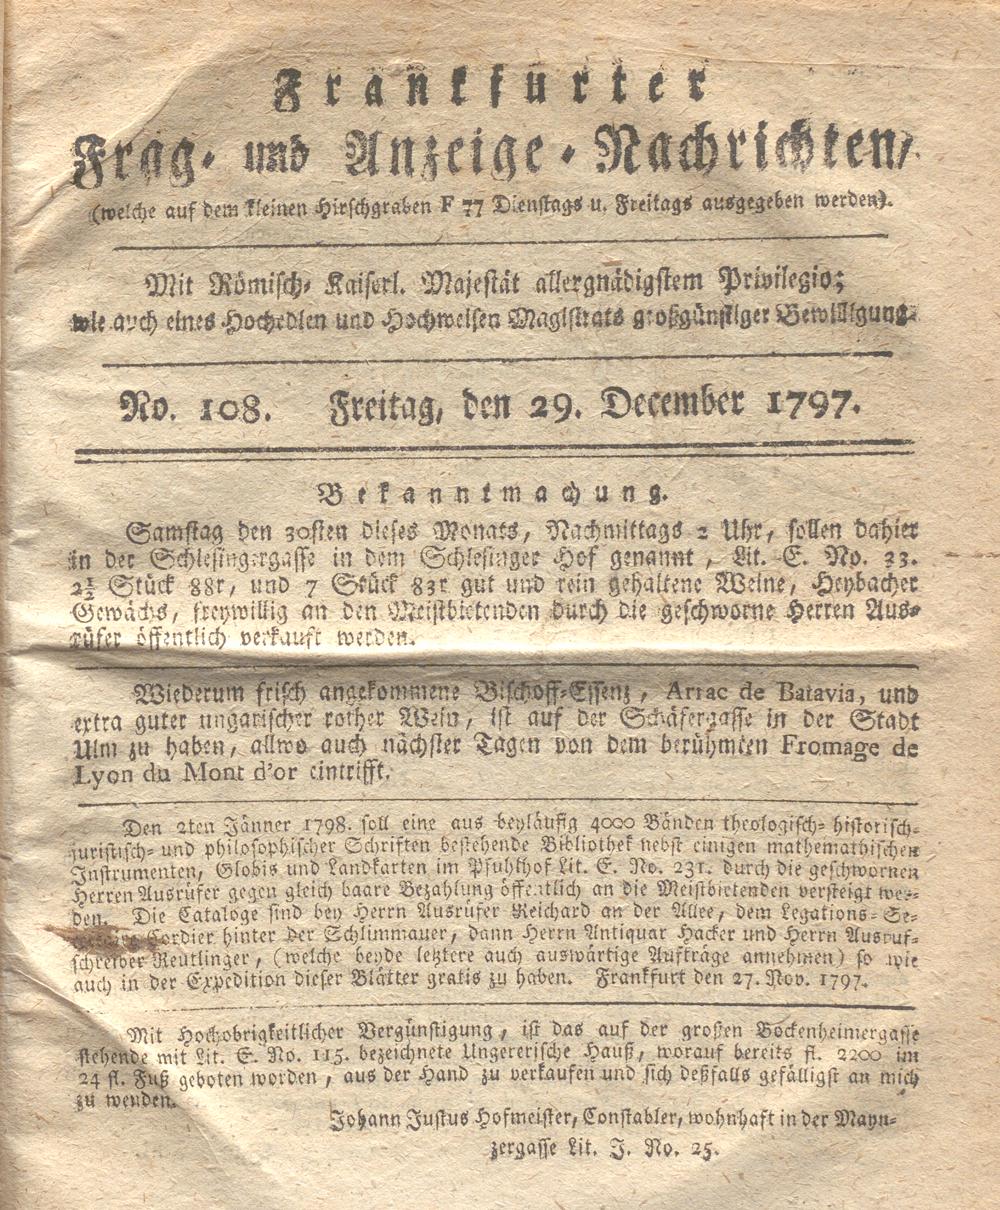 Frankfurter
Frag- und Anzeige-Nachrichten,
(welche auf dem kleinen Hirschgraben F 77 Dienstags u. Freitags ausgegeben werden).
Mit Römisch-Kaiserl. Majestät allergnädigstem Privilegio;
wie auch eines Hochedlen und Hochweisen Magistrats großgünstiger Bewilligung.
No. 108. Freitag, den 29. December 1797.
Bekanntmachung.
Samstag den 30sten dieses Monats, Nachmittags 2 Uhr, sollen dahier
in der Schlesingergasse in dem Schlesinger Hof genannt, Lit. E. No. 33.
2½ Stück 88r, und 7 Stück 83r gut und rein gehaltene Weine, Heybacher
Gewächs, freywillig an den Meistbietenden durch die geschworne Herren Aus-
rüfer öffentlich verkauft werden.
Wiederum frisch angekommene Bischoff-Essenz, Arrac de Batavia, und
extra guter ungarischer rother Wein, ist auf der Schäfergasse in der Stadt
Ulm zu haben, allwo auch nächster Tagen von dem berühmten Fromage de
Lyon du Mont d'or eintrifft.
Den 2ten Jänner 1798. soll eine aus beyläufig 4000 Bänden theologisch- historisch-
juristisch- und philosophischer Schriften bestehende Bibliothek nebst einigen mathemathischen
Instrumenten, Globis und Landkarten im Pfuhlhof Lit. E. No. 231. durch die geschwornen
Herren Ausrüfer gegen gleich baare Bezahlung öffentlich an die Meistbietenden versteigt wer-
den. Die Cataloge sind bey Herrn Ausrüfer Reichard an der Allee, dem Legations-Se-
cretaire Cordier hinter der Schlimmauer, dann Herrn Antiquar Hacker und Herrn Ausruf-
schreiber Reutlinger, (welche beyde letztere auch auswärtige Aufträge annehmen) so wie
auch in der Expedition dieser Blätter gratis zu haben. Frankfurt den 27. Nov. 1797.
Mit Hochobrigkeitlicher Vergünstigung, ist das auf der großen Bockenheimergasse
stehende mit Lit. E. No. 115. bezeichnete Ungererische Hauß, worauf bereits fl. 2200 im
24 fl. Fuß geboten worden, aus der Hand zu verkaufen und sich deßfalls gefälligst an mich
zu wenden.
Johann Justus Hofmeister, Constabler, wohnhaft in der Mayn-
zergasse Lit. J. No. 25.